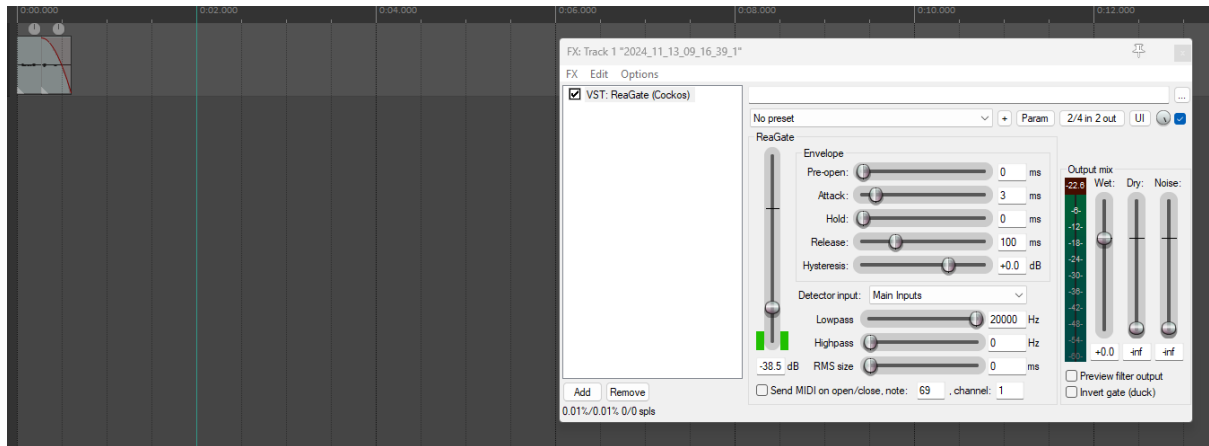 0:00.000 0:02.000 0:04.000 0:06.000 0:08.000 0:10.000 0:12.000
FX: Track 1 "2024_11_13_09_16_39_1"
FX Edit Options
VST: ReaGate (Cockos)
...
No preset + Param 2/4 in 2 out UI
ReaGate
Envelope
Pre-open: 0 ms
Attack: 3 ms
Hold: 0 ms
Release: 100 ms
Hysteresis: +0.0 dB
Detector input: Main Inputs
Lowpass 20000 Hz
Highpass 0 Hz
-38.5 dB RMS size 0 ms
Send MIDI on open/close, note: 69 , channel: 1
Output mix
-22.6 Wet: Dry: Noise:
-6-
-12-
-18-
-24-
-30-
-38-
-42-
-48-
-54-
-60-
+0.0 -inf -inf
Preview filter output
Invert gate (duck)
Add Remove
0.01%/0.01% 0/0 spls